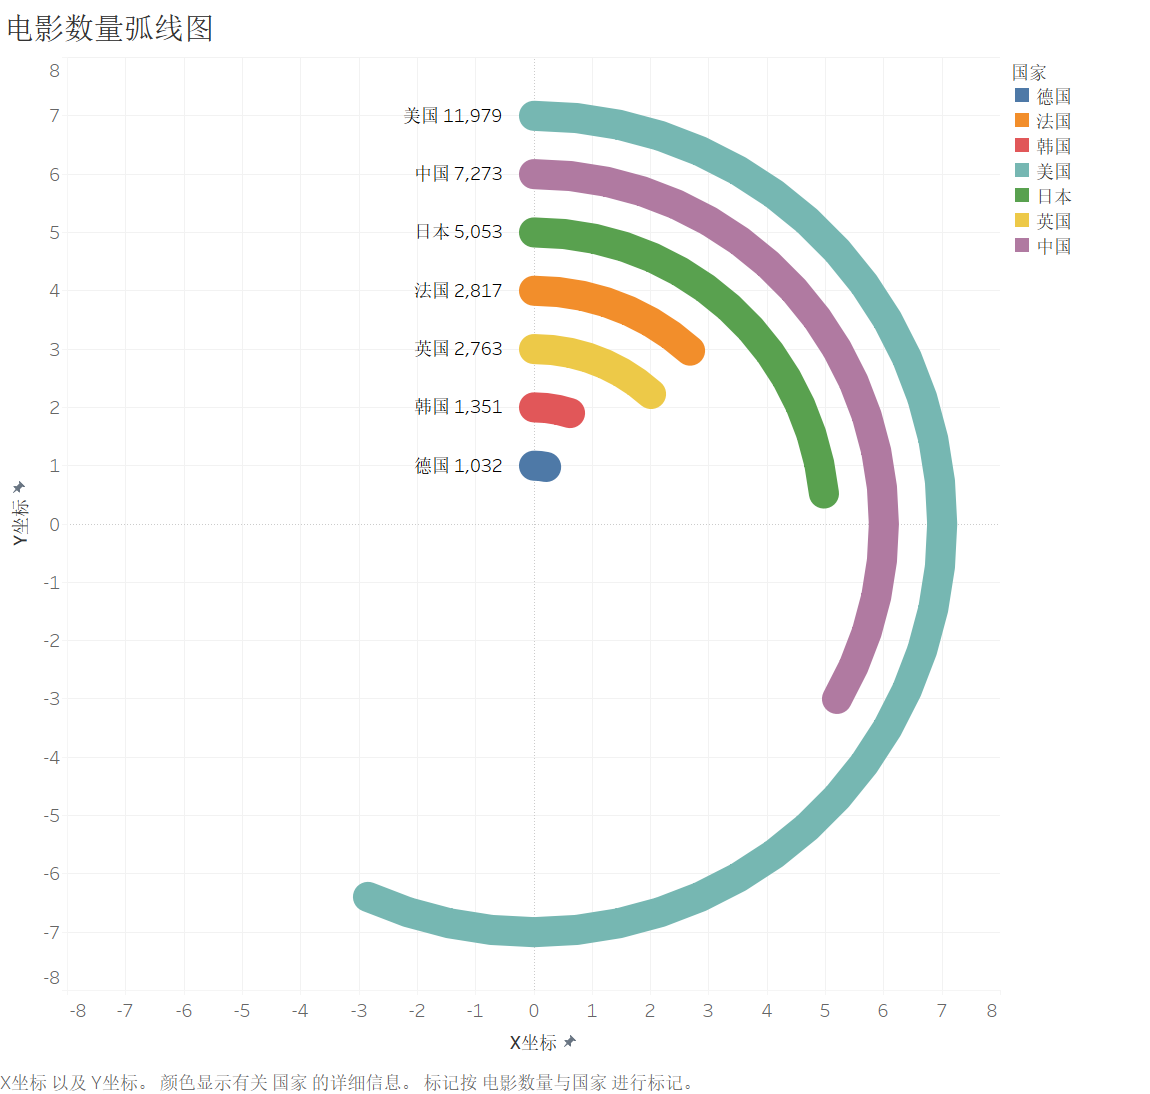 电影数量弧线图
国家
德国
法国
韩国
美国
日本
英国
中国
8
7
6
5
4
3
2
1
0
-1
-2
-3
-4
-5
-6
-7
-8
Y坐标
美国 11,979
中国 7,273
日本 5,053
法国 2,817
英国 2,763
韩国 1,351
德国 1,032
-8 -7 -6 -5 -4 -3 -2 -1 0 1 2 3 4 5 6 7 8
X坐标
X坐标 以及 Y坐标。 颜色显示有关 国家 的详细信息。 标记按 电影数量与国家 进行标记。